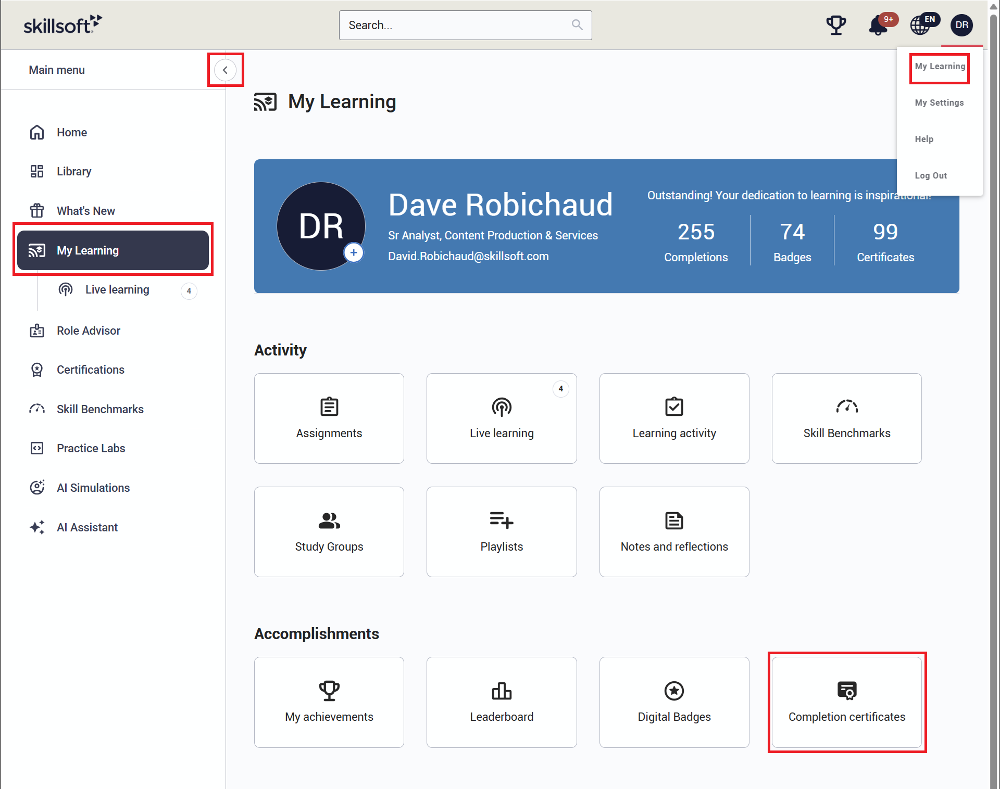 skillsoft
Search...
9+
EN
DR
Main menu
My Learning
My Settings
Help
Log Out
Home
Library
What's New
My Learning
Live learning
4
Role Advisor
Certifications
Skill Benchmarks
Practice Labs
AI Simulations
AI Assistant
My Learning
DR
Dave Robichaud
Sr Analyst, Content Production & Services
David.Robichaud@skillsoft.com
Outstanding! Your dedication to learning is inspirational!
255
74
99
Completions
Badges
Certificates
Activity
Assignments
4
Live learning
Learning activity
Skill Benchmarks
Study Groups
Playlists
Notes and reflections
Accomplishments
My achievements
Leaderboard
Digital Badges
Completion certificates